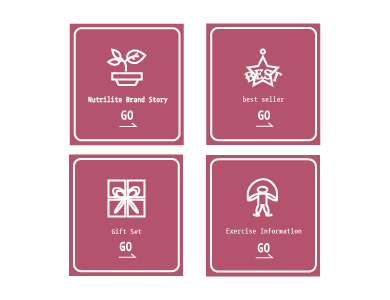 Nutrilite Brand Story
GO
BEST
best seller
GO
Gift Set
GO
Exercise Information
GO